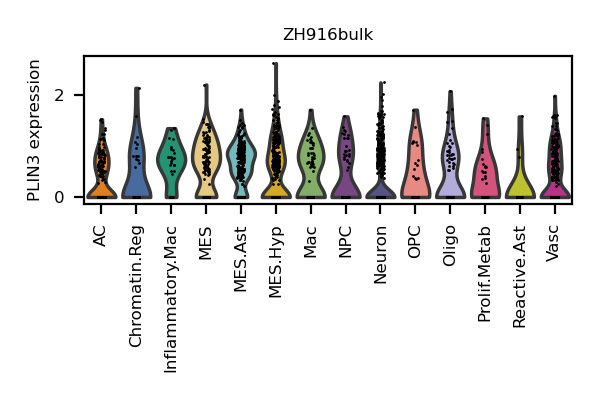 ZH916bulk
PLIN3 expression
2
0
AC
Chromatin.Reg
Inflammatory.Mac
MES
MES.Ast
MES.Hyp
Mac
NPC
Neuron
OPC
Oligo
Prolif.Metab
Reactive.Ast
Vasc